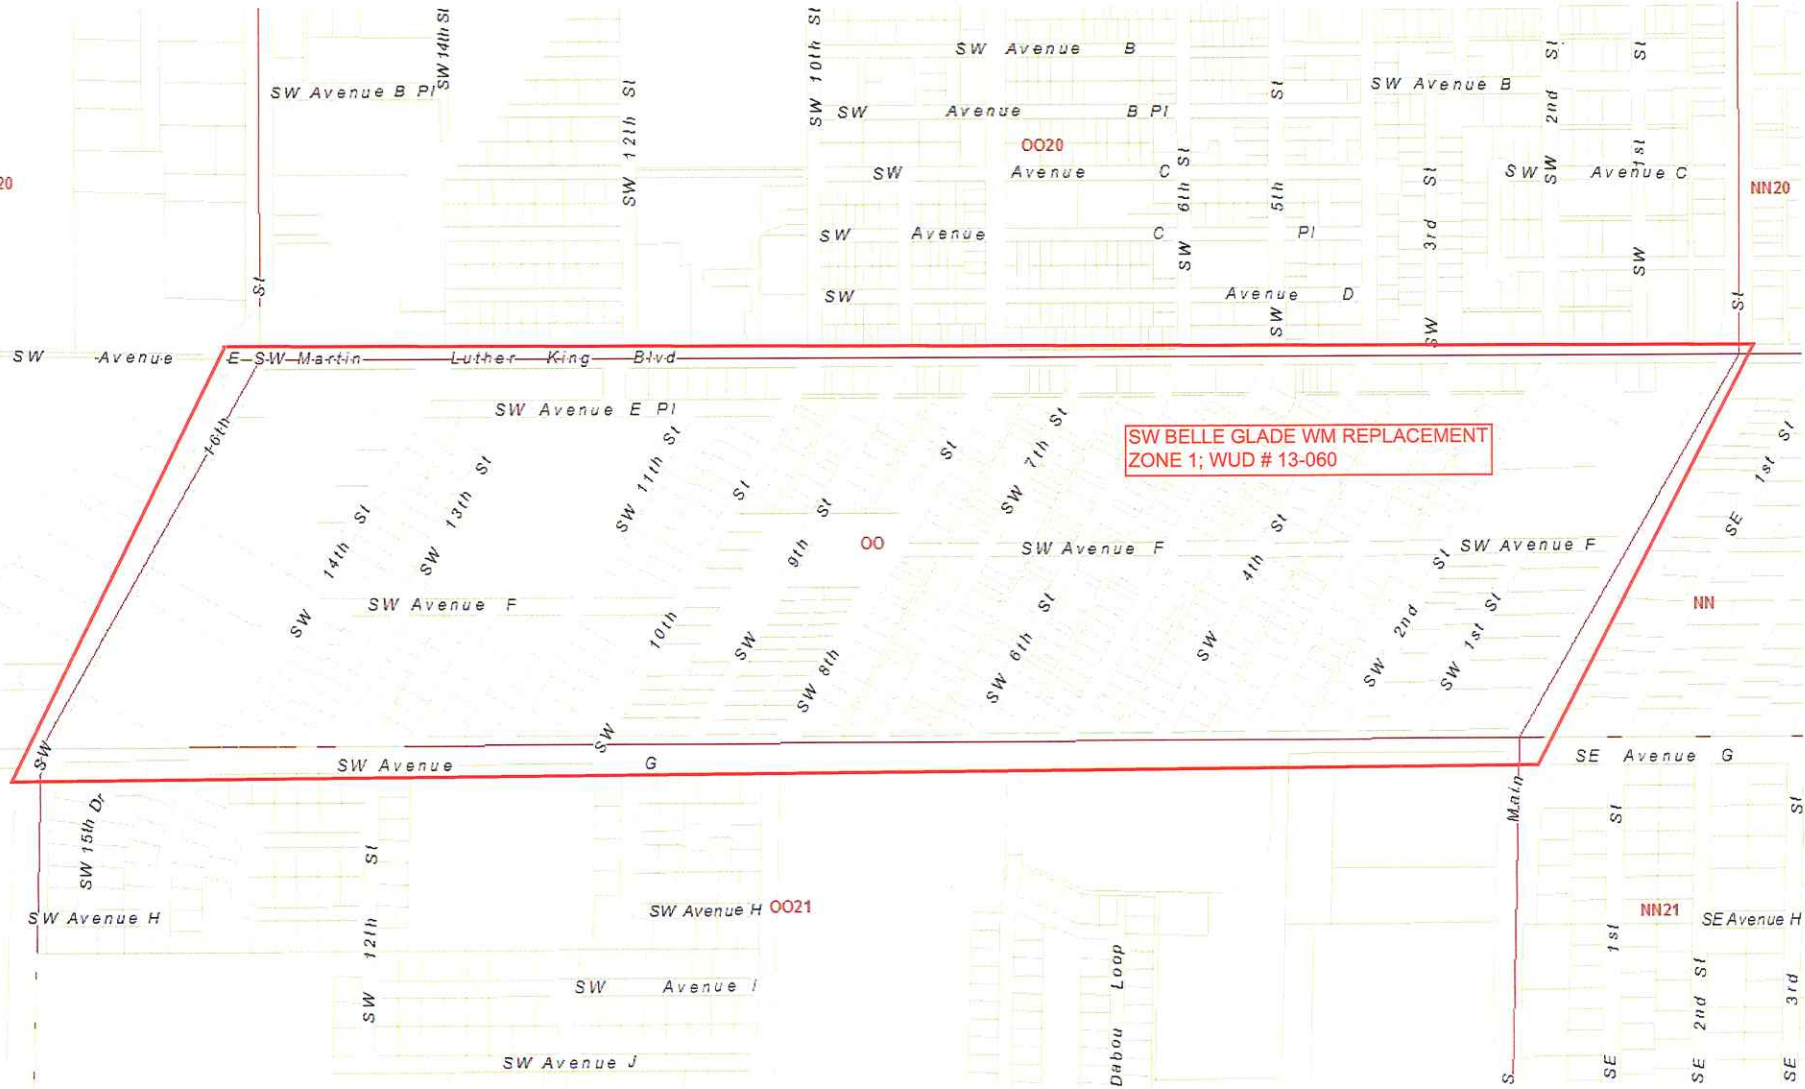 SW 14th St
SW 10th St
SW Avenue B
SW Avenue B Pl
SW 12th St
SW Avenue B Pl
SW Avenue B
SW 2nd St
SW 1st St
OO20
SW Avenue C
SW 6th St
SW 5th St
SW 3rd St
SW Avenue C
20
NN20
SW Avenue C Pl
SW Avenue D
St
St
SW Avenue E SW Martin Luther King Blvd
SW 16th
SW Avenue E Pl
SW BELLE GLADE WM REPLACEMENT
ZONE 1; WUD # 13-060
SW 14th St
SW 13th St
SW 11th St
SW 10th St
SW 9th St
SW 8th St
SW 7th St
SW 6th St
SW 4th St
SW 2nd St
SW 1st St
SE 1st St
OO
SW Avenue F
SW Avenue F
SW Avenue F
NN
SW Avenue G
SE Avenue G
SW 15th Dr
SW 12th St
S Main
SE 1st St
SE 2nd St
SE 3rd St
SW Avenue H
SW Avenue H
OO21
NN21
SE Avenue H
SW Avenue I
Dabou Loop
SW Avenue J